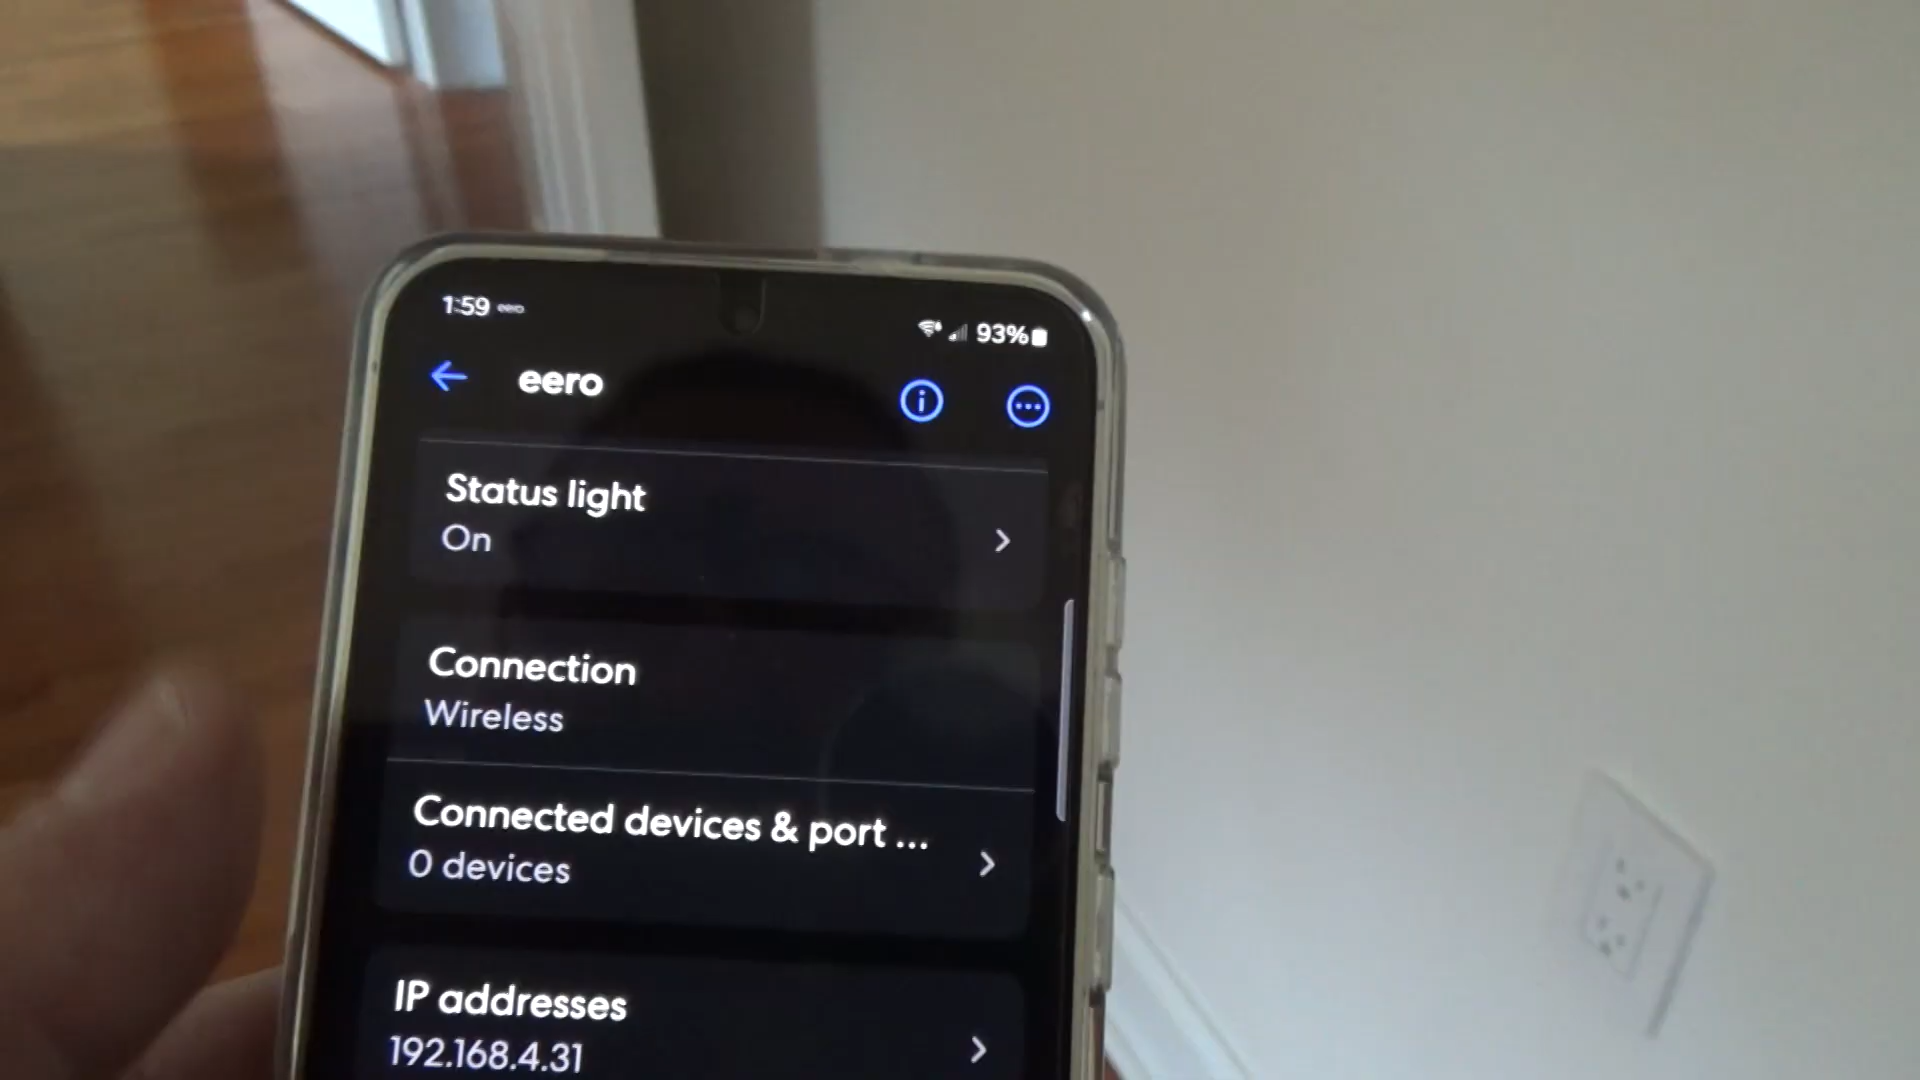 1:59 eero 93%
eero
Status light
On
Connection
Wireless
Connected devices & port ...
0 devices
IP addresses
192.168.4.31